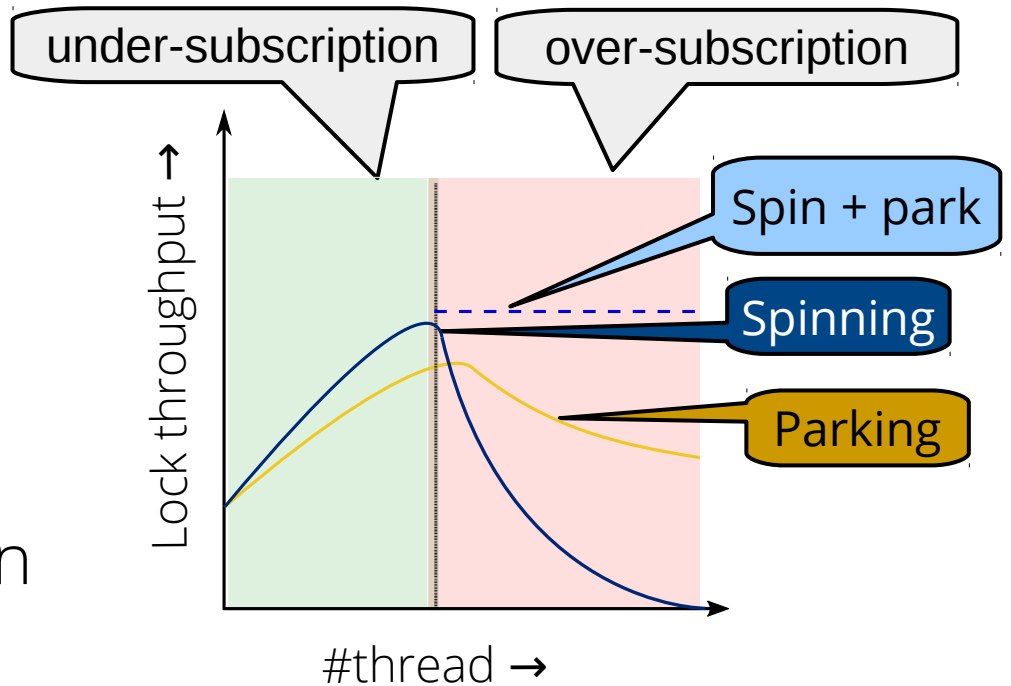 under-subscription
over-subscription
Spin + park
Spinning
Parking
Lock throughput →
n
#thread →